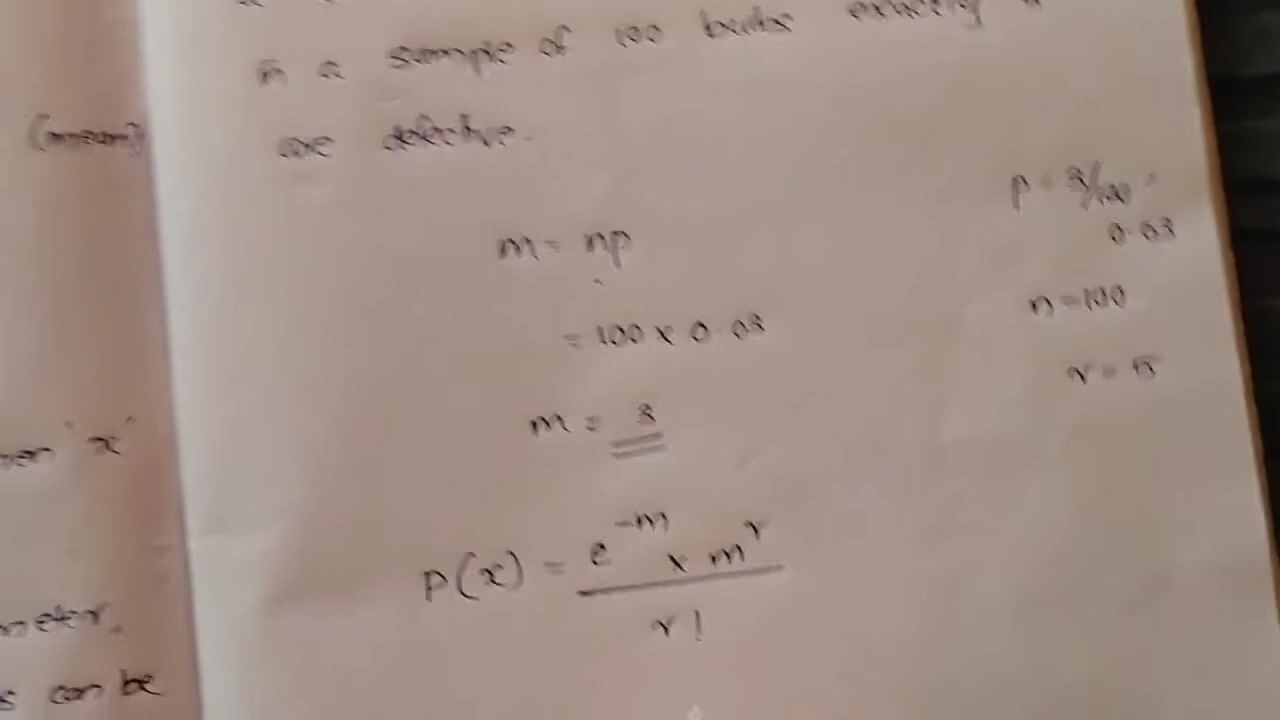 in a sample of 100 bulbs exactly 5
are defective.
(mean)
p = 3/100 =
0.03
m = np
n = 100
= 100 x 0.03
r = 5
m = 3
"x"
P(x) = e^-m x m^r / r!
can be